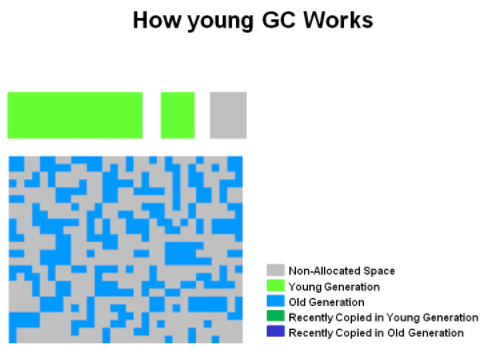 How young GC Works
Non-Allocated Space
Young Generation
Old Generation
Recently Copied in Young Generation
Recently Copied in Old Generation